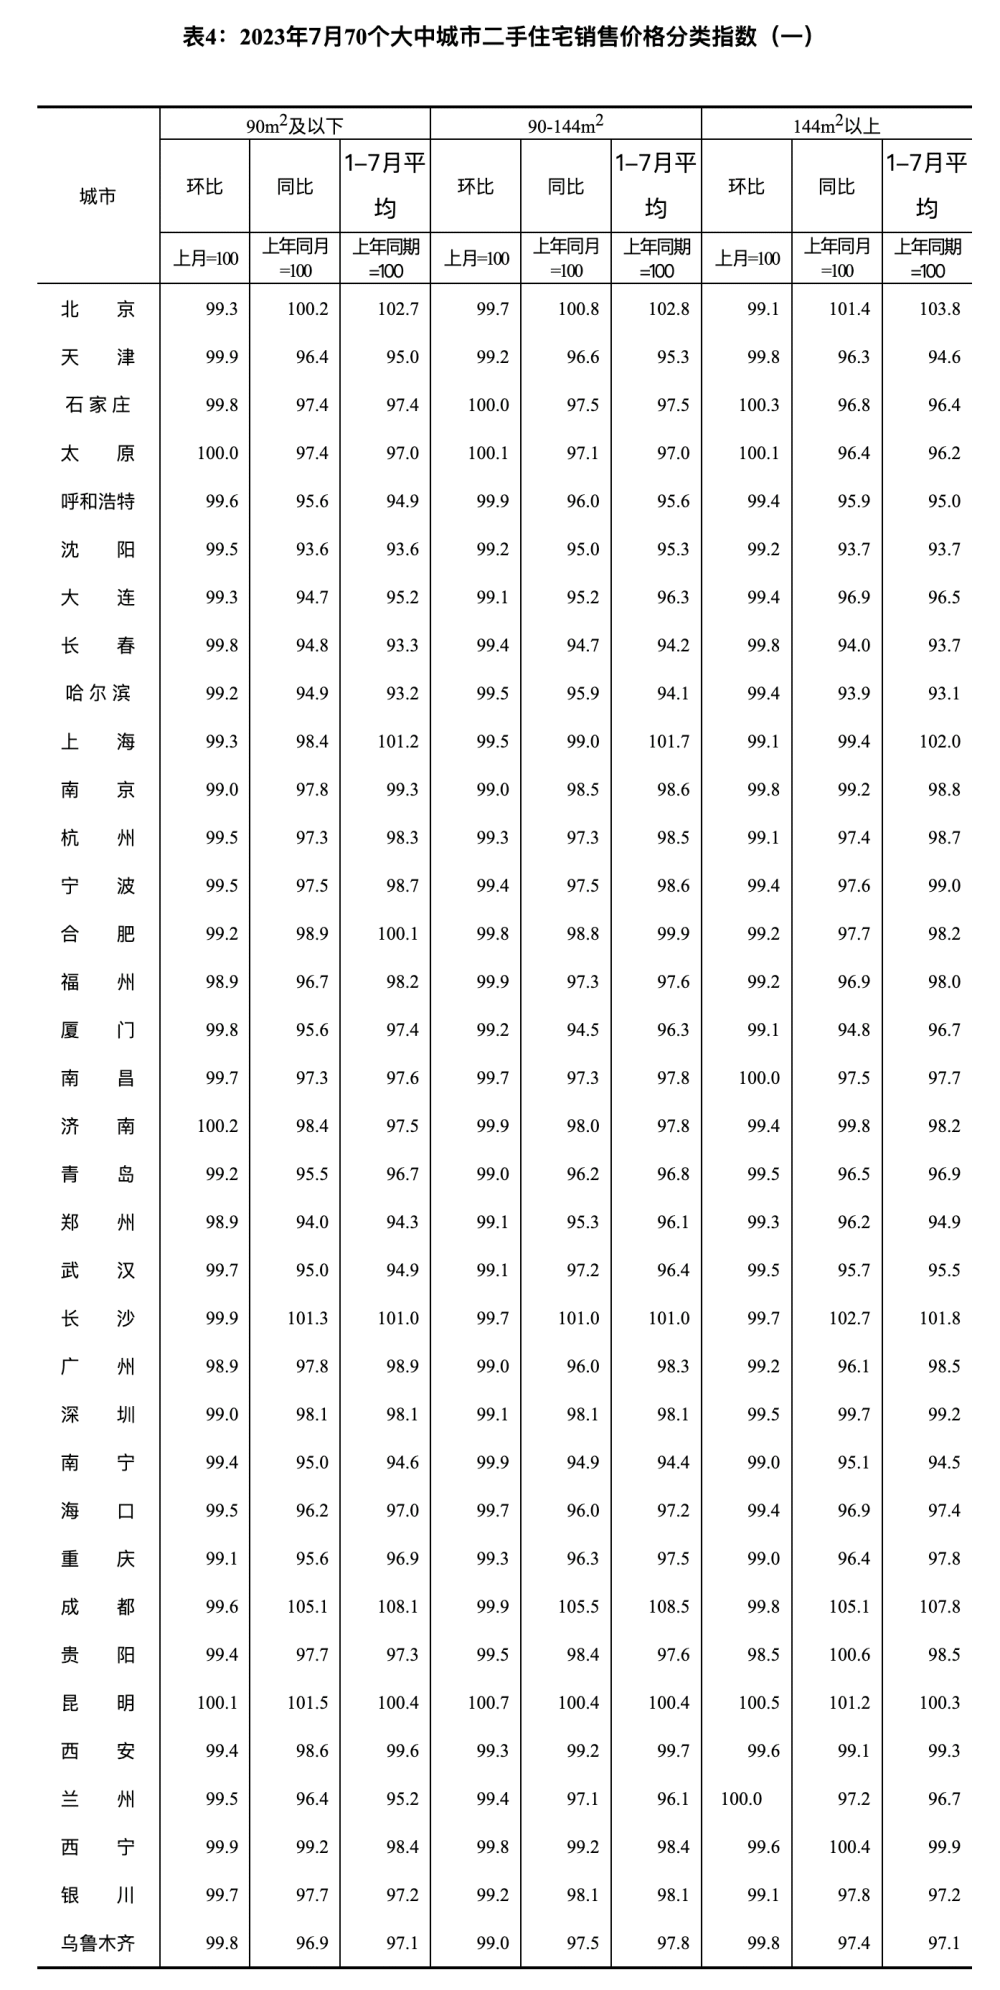 表4：2023年7月70个大中城市二手住宅销售价格分类指数（一）
城市 90m²及以下 90-144m² 144m²以上
环比 同比 1–7月平均 环比 同比 1–7月平均 环比 同比 1–7月平均
上月=100 上年同月=100 上年同期=100 上月=100 上年同月=100 上年同期=100 上月=100 上年同月=100 上年同期=100
北京 99.3 100.2 102.7 99.7 100.8 102.8 99.1 101.4 103.8
天津 99.9 96.4 95.0 99.2 96.6 95.3 99.8 96.3 94.6
石家庄 99.8 97.4 97.4 100.0 97.5 97.5 100.3 96.8 96.4
太原 100.0 97.4 97.0 100.1 97.1 97.0 100.1 96.4 96.2
呼和浩特 99.6 95.6 94.9 99.9 96.0 95.6 99.4 95.9 95.0
沈阳 99.5 93.6 93.6 99.2 95.0 95.3 99.2 93.7 93.7
大连 99.3 94.7 95.2 99.1 95.2 96.3 99.4 96.9 96.5
长春 99.8 94.8 93.3 99.4 94.7 94.2 99.8 94.0 93.7
哈尔滨 99.2 94.9 93.2 99.5 95.9 94.1 99.4 93.9 93.1
上海 99.3 98.4 101.2 99.5 99.0 101.7 99.1 99.4 102.0
南京 99.0 97.8 99.3 99.0 98.5 98.6 99.8 99.2 98.8
杭州 99.5 97.3 98.3 99.3 97.3 98.5 99.1 97.4 98.7
宁波 99.5 97.5 98.7 99.4 97.5 98.6 99.4 97.6 99.0
合肥 99.2 98.9 100.1 99.8 98.8 99.9 99.2 97.7 98.2
福州 98.9 96.7 98.2 99.9 97.3 97.6 99.2 96.9 98.0
厦门 99.8 95.6 97.4 99.2 94.5 96.3 99.1 94.8 96.7
南昌 99.7 97.3 97.6 99.7 97.3 97.8 100.0 97.5 97.7
济南 100.2 98.4 97.5 99.9 98.0 97.8 99.4 99.8 98.2
青岛 99.2 95.5 96.7 99.0 96.2 96.8 99.5 96.5 96.9
郑州 98.9 94.0 94.3 99.1 95.3 96.1 99.3 96.2 94.9
武汉 99.7 95.0 94.9 99.1 97.2 96.4 99.5 95.7 95.5
长沙 99.9 101.3 101.0 99.7 101.0 101.0 99.7 102.7 101.8
广州 98.9 97.8 98.9 99.0 96.0 98.3 99.2 96.1 98.5
深圳 99.0 98.1 98.1 99.1 98.1 98.1 99.5 99.7 99.2
南宁 99.4 95.0 94.6 99.9 94.9 94.4 99.0 95.1 94.5
海口 99.5 96.2 97.0 99.7 96.0 97.2 99.4 96.9 97.4
重庆 99.1 95.6 96.9 99.3 96.3 97.5 99.0 96.4 97.8
成都 99.6 105.1 108.1 99.9 105.5 108.5 99.8 105.1 107.8
贵阳 99.4 97.7 97.3 99.5 98.4 97.6 98.5 100.6 98.5
昆明 100.1 101.5 100.4 100.7 100.4 100.4 100.5 101.2 100.3
西安 99.4 98.6 99.6 99.3 99.2 99.7 99.6 99.1 99.3
兰州 99.5 96.4 95.2 99.4 97.1 96.1 100.0 97.2 96.7
西宁 99.9 99.2 98.4 99.8 99.2 98.4 99.6 100.4 99.9
银川 99.7 97.7 97.2 99.2 98.1 98.1 99.1 97.8 97.2
乌鲁木齐 99.8 96.9 97.1 99.0 97.5 97.8 99.8 97.4 97.1